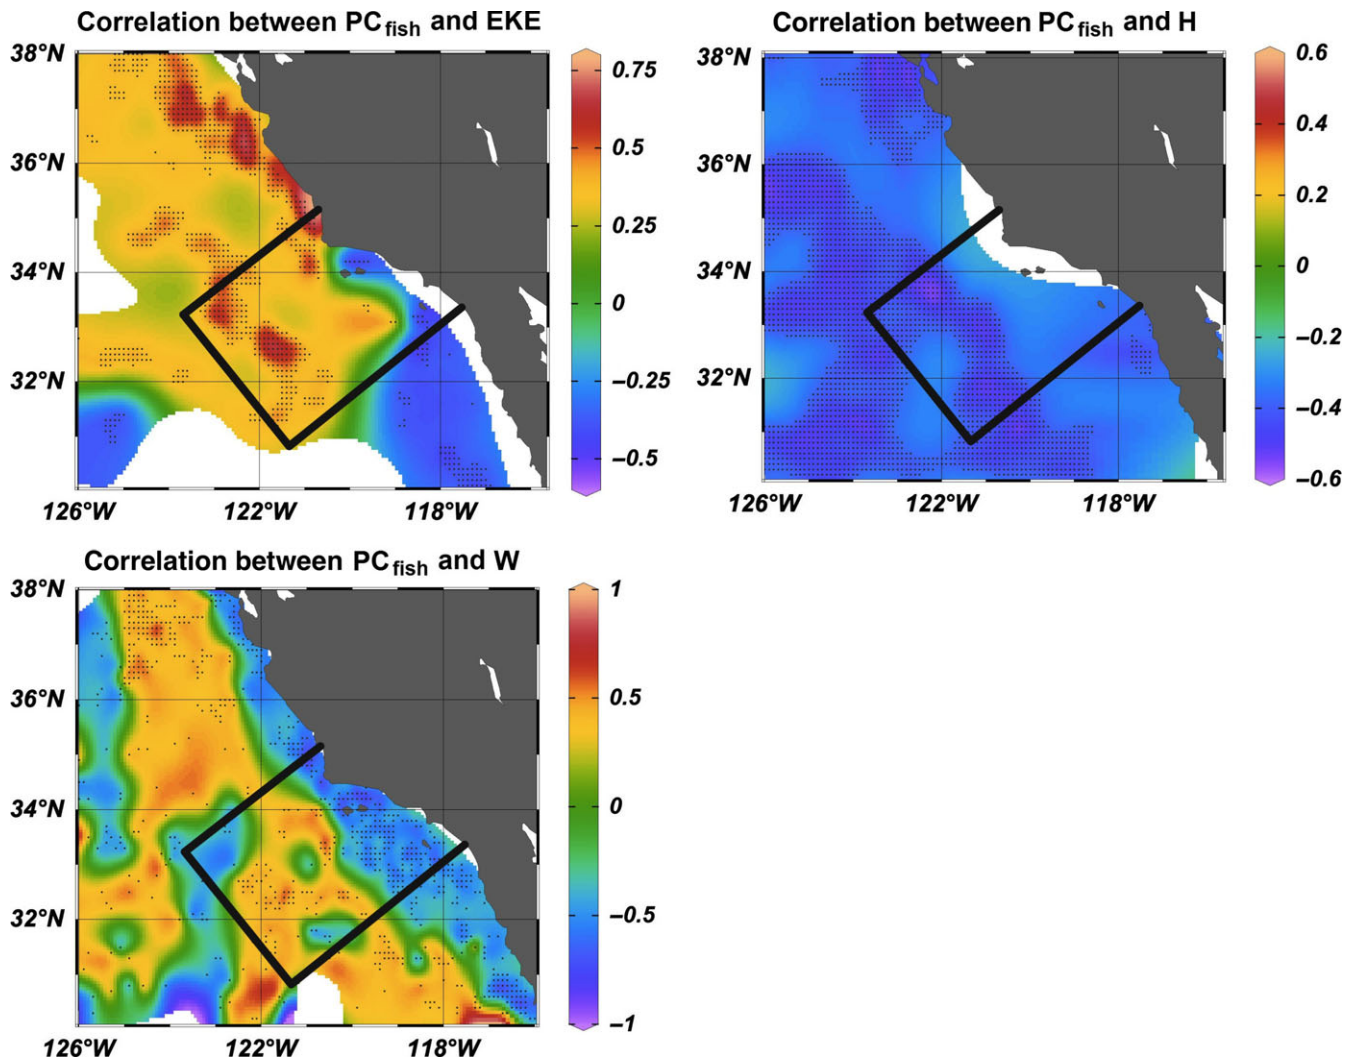 Correlation between PCfish and EKE
38°N
36°N
34°N
32°N
126°W 122°W 118°W
0.75
0.5
0.25
0
−0.25
−0.5
Correlation between PCfish and H
38°N
36°N
34°N
32°N
126°W 122°W 118°W
0.6
0.4
0.2
0
−0.2
−0.4
−0.6
Correlation between PCfish and W
38°N
36°N
34°N
32°N
126°W 122°W 118°W
1
0.5
0
−0.5
−1